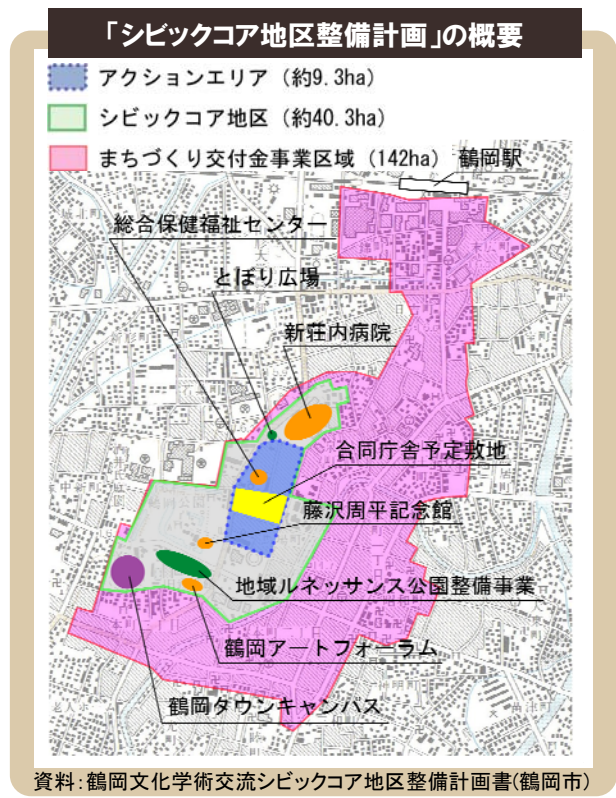 「シビックコア地区整備計画」の概要
アクションエリア（約9.3ha）
シビックコア地区（約40.3ha）
まちづくり交付金事業区域（142ha）
鶴岡駅
総合保健福祉センター
とぼり広場
新荘内病院
合同庁舎予定敷地
藤沢周平記念館
地域ルネッサンス公園整備事業
鶴岡アートフォーラム
鶴岡タウンキャンバス
資料：鶴岡文化学術交流シビックコア地区整備計画書(鶴岡市)